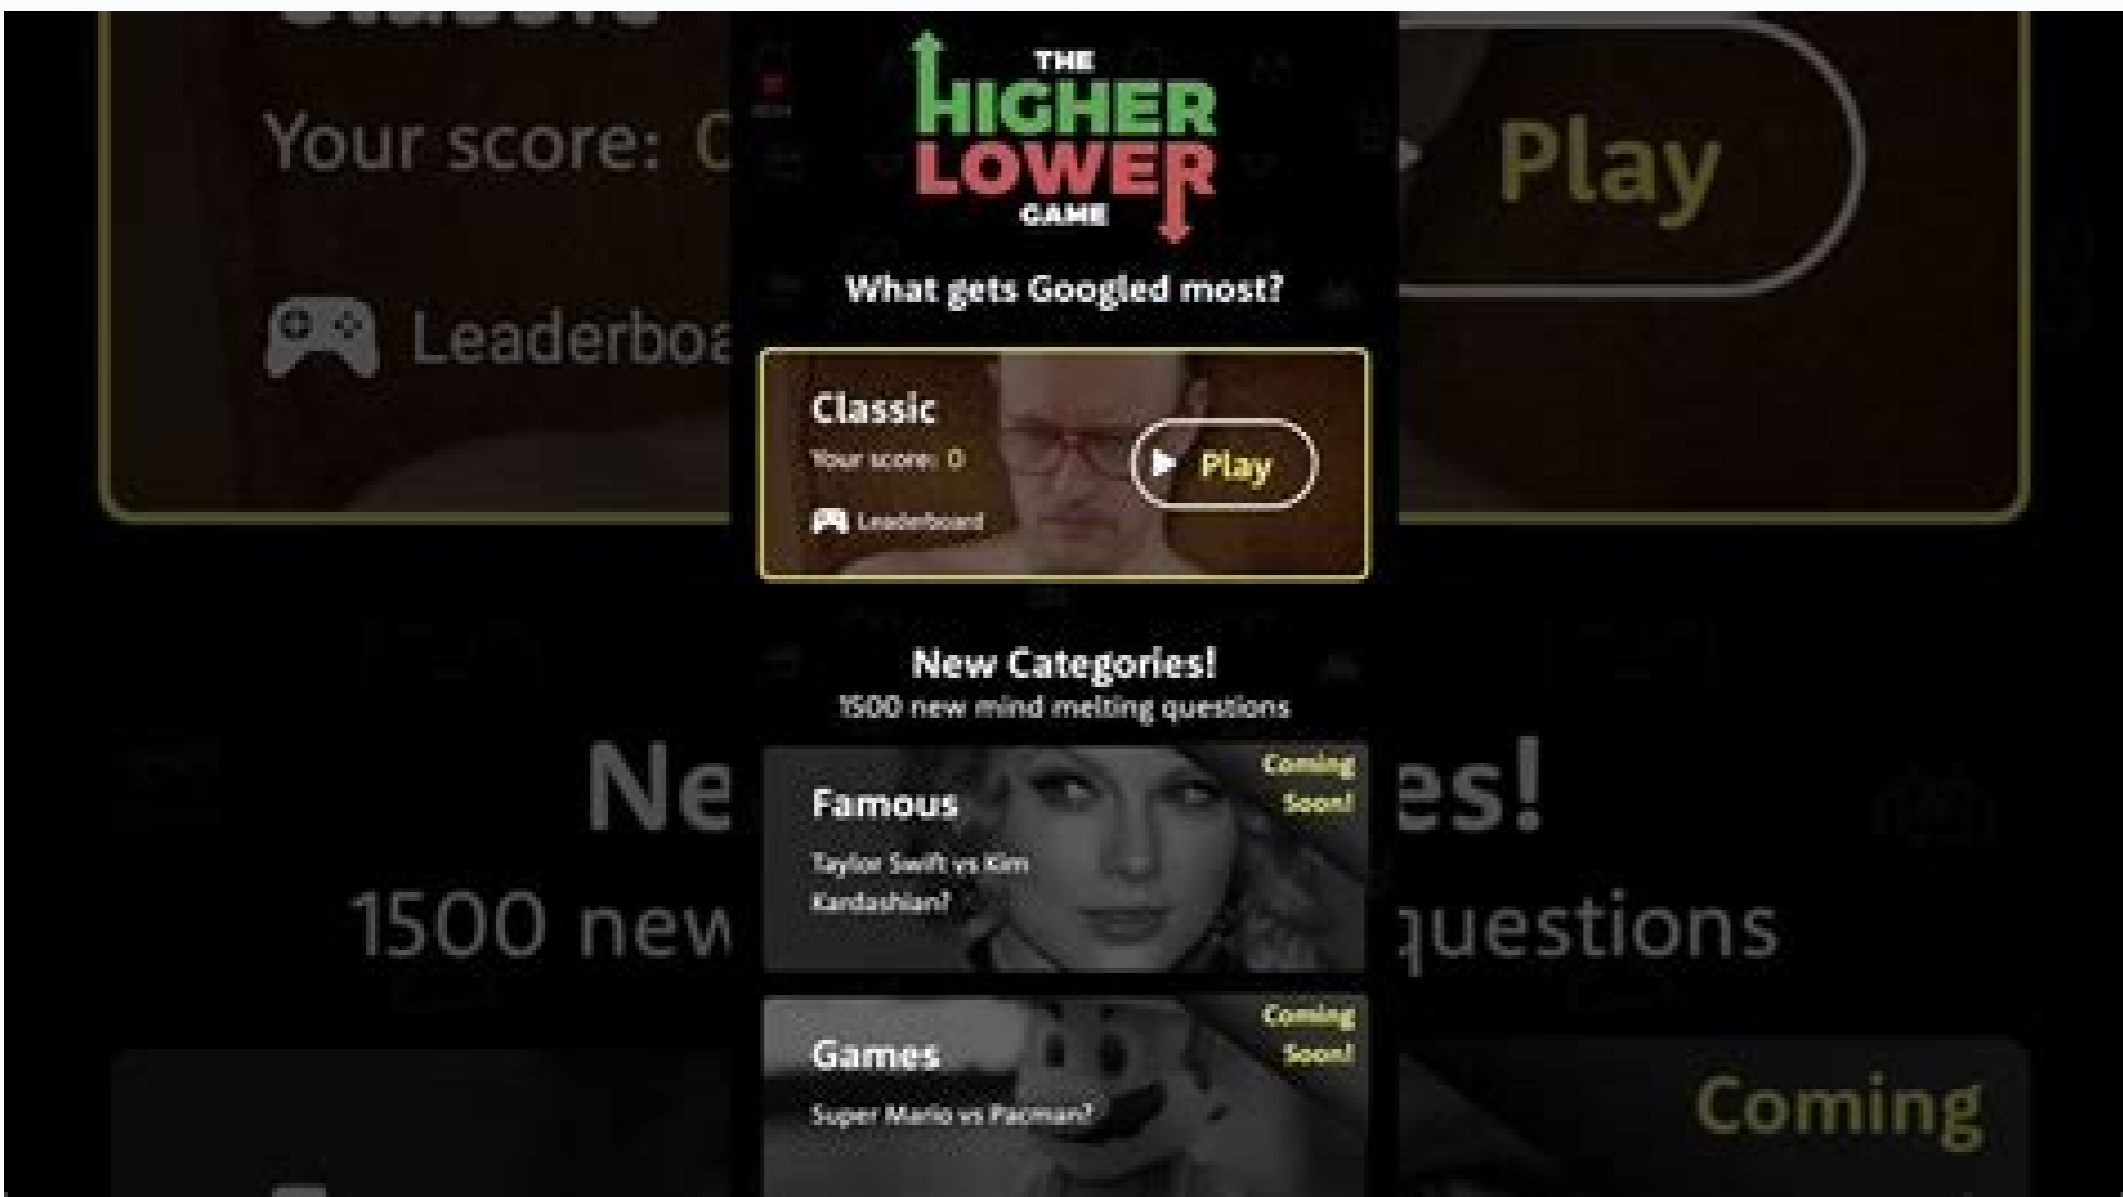 THE
HIGHER
LOWER
GAME
What gets Googled most?
Classic
Your score: 0
Play
Leaderboard
New Categories!
1500 new mind melting questions
Coming
Soon!
Famous
Taylor Swift vs Kim
Kardashian?
Coming
Soon!
Games
Super Mario vs Pacman?
Your score: 0
Play
Leaderboa
Ne
es!
1500 new
questions
Coming